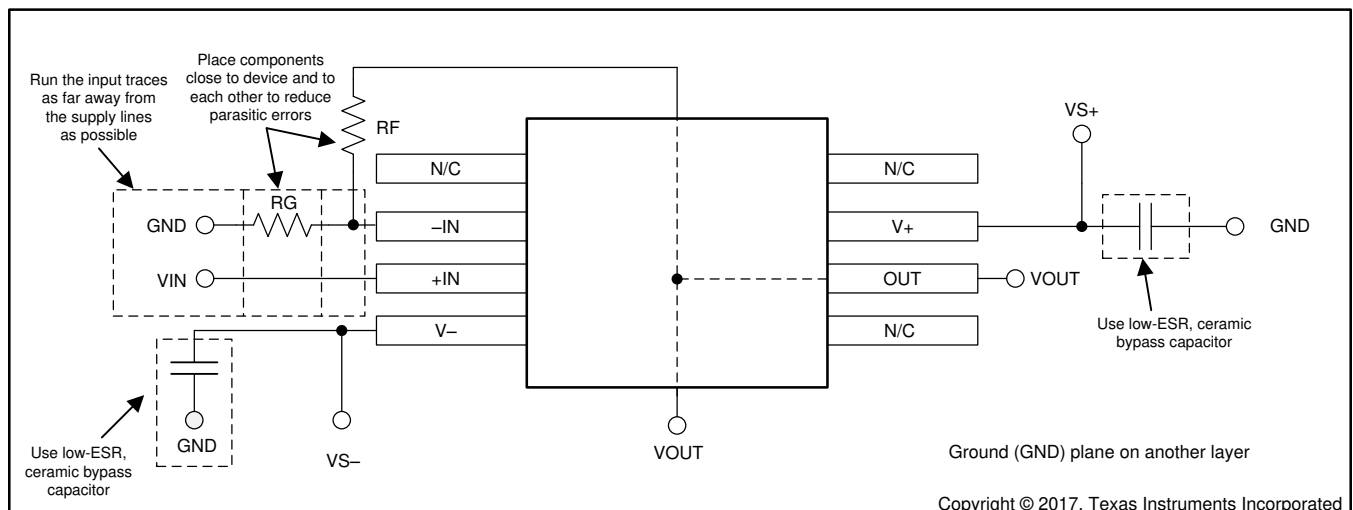 Run the input traces
as far away from
the supply lines
as possible
Place components
close to device and to
each other to reduce
parasitic errors
RF
N/C
RG
GND
–IN
VIN
+IN
V–
GND
Use low-ESR,
ceramic bypass
capacitor
VS–
VOUT
N/C
V+
OUT
VOUT
N/C
VS+
GND
Use low-ESR, ceramic
bypass capacitor
Ground (GND) plane on another layer
Copyright © 2017, Texas Instruments Incorporated